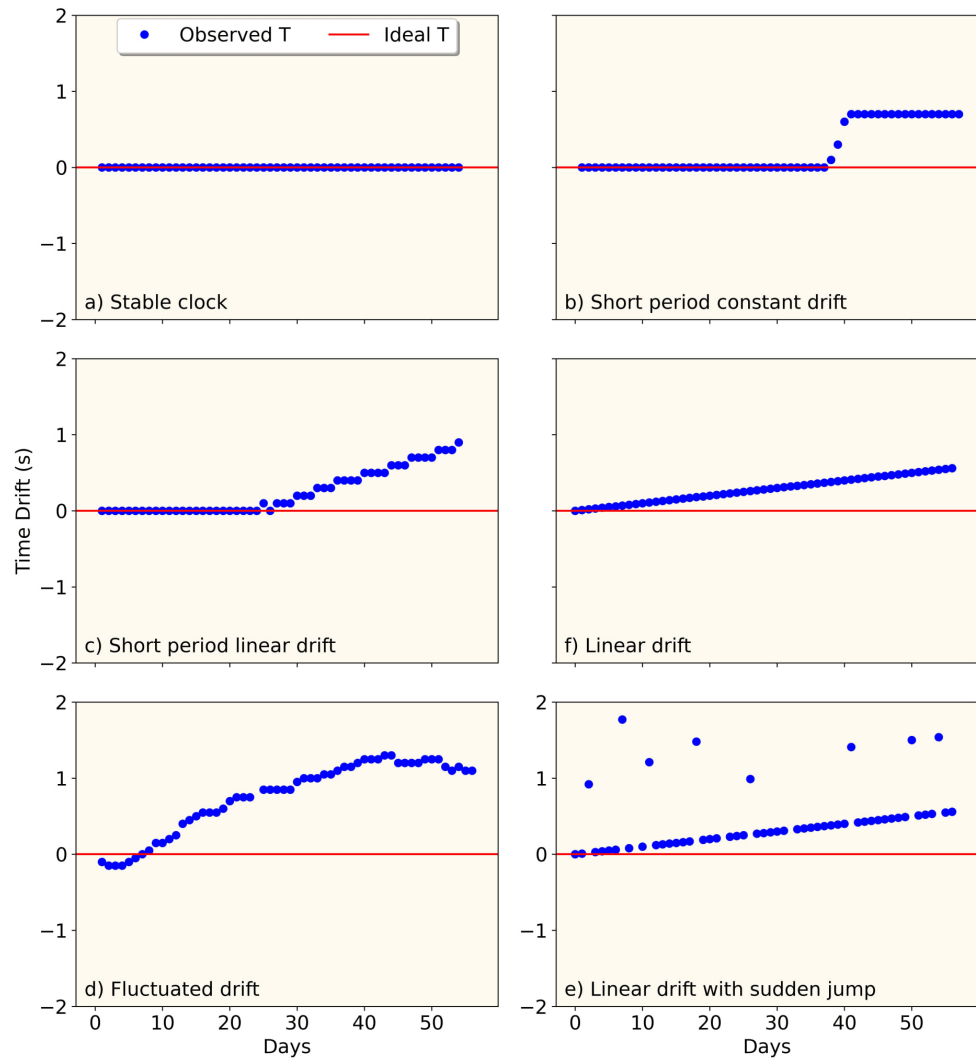 2
1
0
−1
−2
Observed T
Ideal T
a) Stable clock
b) Short period constant drift
2
1
0
−1
−2
Time Drift (s)
c) Short period linear drift
f) Linear drift
2
1
0
−1
−2
0 10 20 30 40 50
Days
d) Fluctuated drift
2
1
0
−1
−2
0 10 20 30 40 50
Days
e) Linear drift with sudden jump